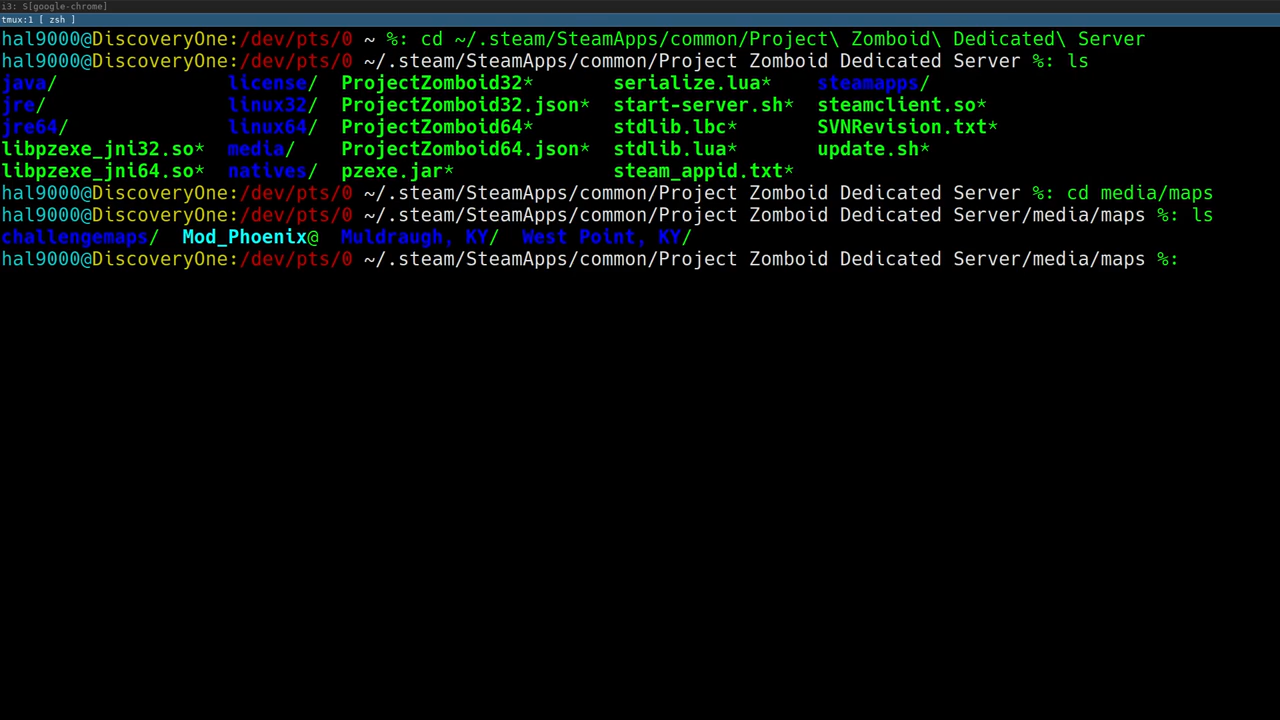 i3: S[google-chrome]
tmux:1 [ zsh ]
hal9000@DiscoveryOne:/dev/pts/0 ~ %: cd ~/.steam/SteamApps/common/Project\ Zomboid\ Dedicated\ Server
hal9000@DiscoveryOne:/dev/pts/0 ~/.steam/SteamApps/common/Project Zomboid Dedicated Server %: ls
java/ license/ ProjectZomboid32* serialize.lua* steamapps/
jre/ linux32/ ProjectZomboid32.json* start-server.sh* steamclient.so*
jre64/ linux64/ ProjectZomboid64* stdlib.lbc* SVNRevision.txt*
libpzexe_jni32.so* media/ ProjectZomboid64.json* stdlib.lua* update.sh*
libpzexe_jni64.so* natives/ pzexe.jar* steam_appid.txt*
hal9000@DiscoveryOne:/dev/pts/0 ~/.steam/SteamApps/common/Project Zomboid Dedicated Server %: cd media/maps
hal9000@DiscoveryOne:/dev/pts/0 ~/.steam/SteamApps/common/Project Zomboid Dedicated Server/media/maps %: ls
challengemaps/ Mod_Phoenix@ Muldraugh, KY/ West Point, KY/
hal9000@DiscoveryOne:/dev/pts/0 ~/.steam/SteamApps/common/Project Zomboid Dedicated Server/media/maps %: